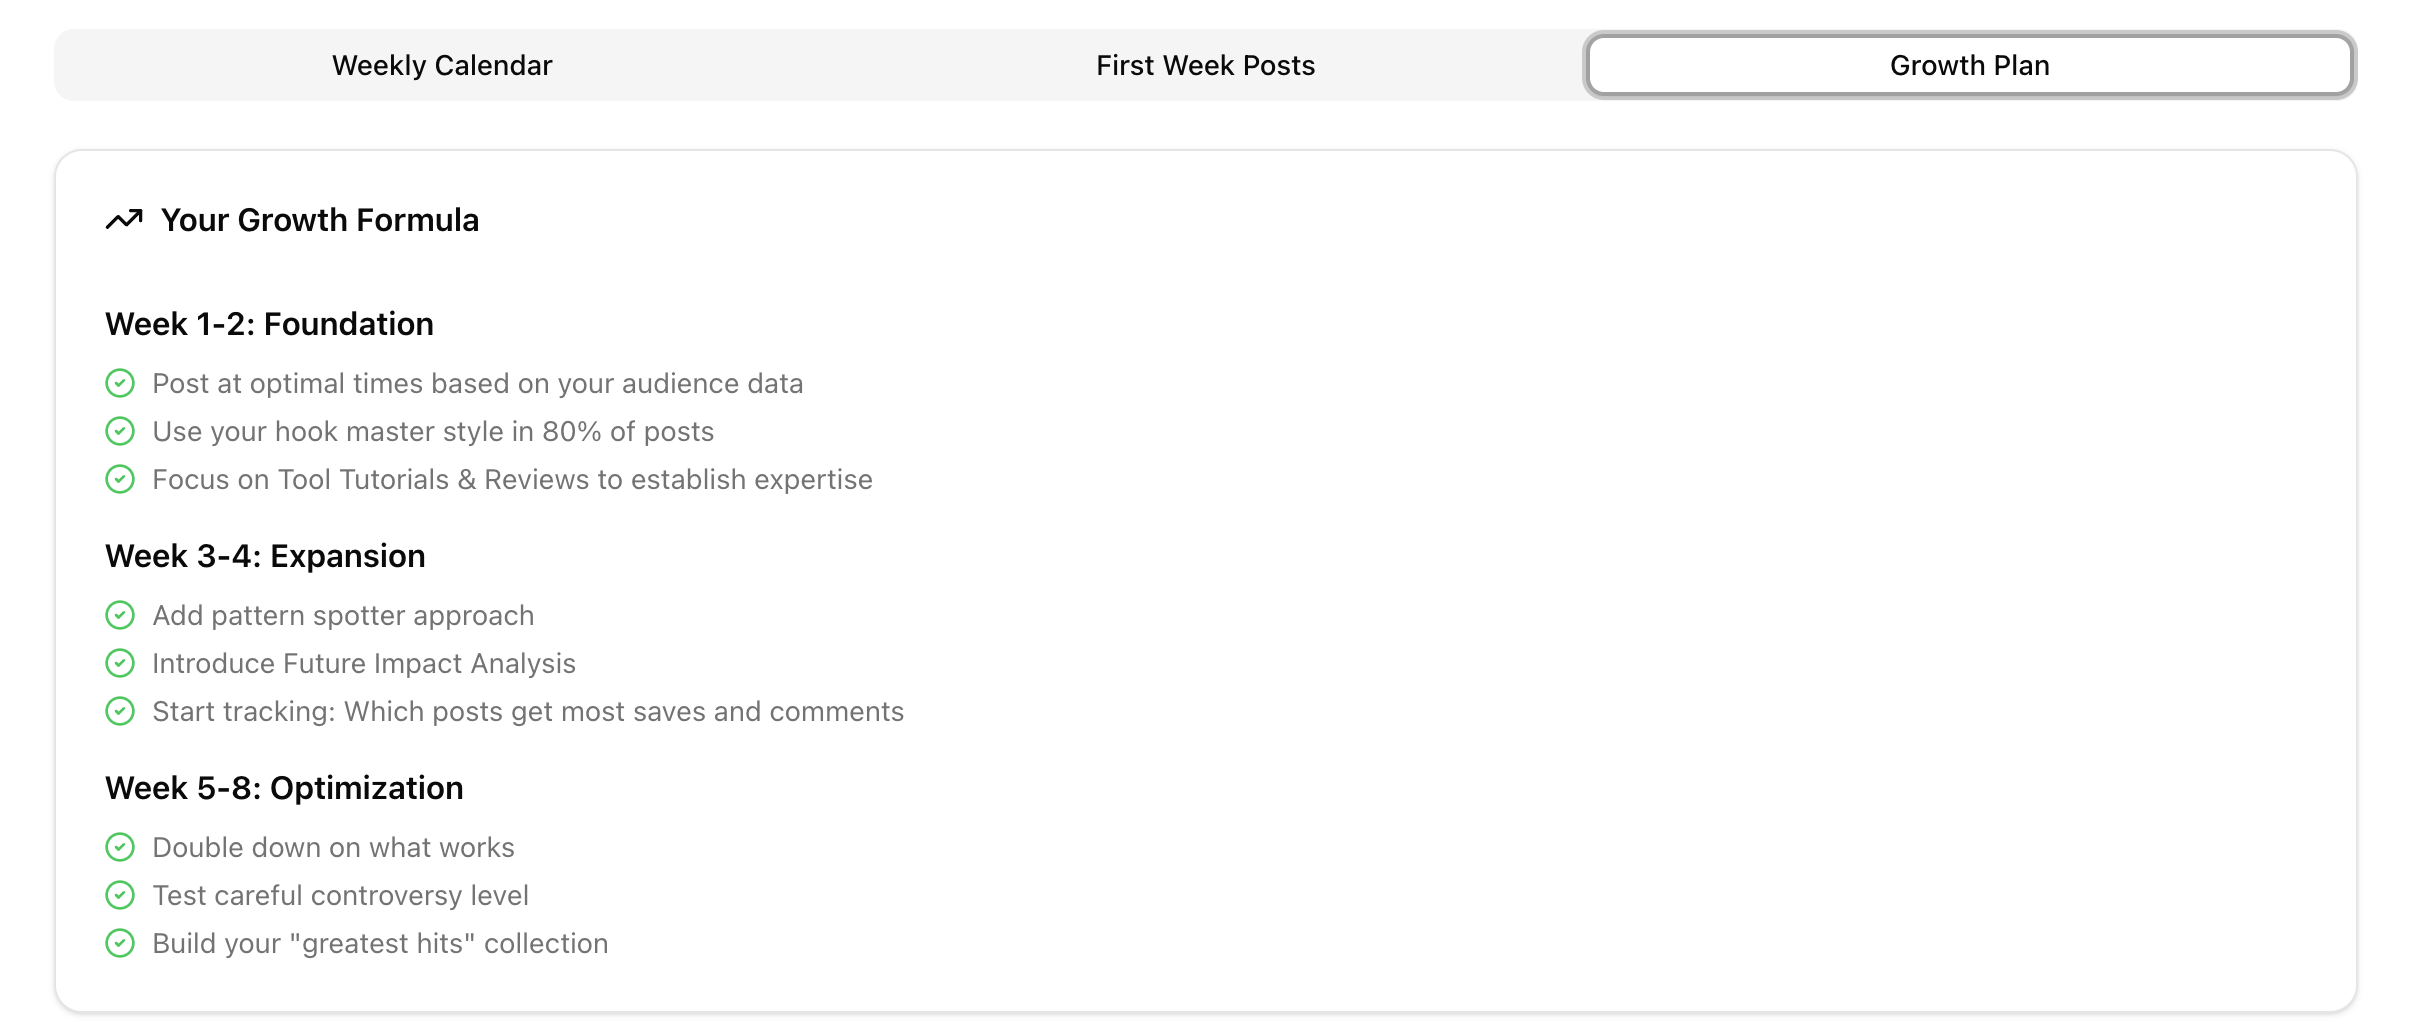 Weekly Calendar
First Week Posts
Growth Plan
Your Growth Formula
Week 1-2: Foundation
Post at optimal times based on your audience data
Use your hook master style in 80% of posts
Focus on Tool Tutorials & Reviews to establish expertise
Week 3-4: Expansion
Add pattern spotter approach
Introduce Future Impact Analysis
Start tracking: Which posts get most saves and comments
Week 5-8: Optimization
Double down on what works
Test careful controversy level
Build your "greatest hits" collection